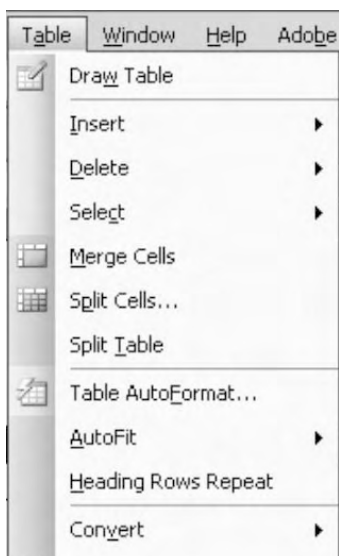 Table Window Help Adobe
Draw Table
Insert
Delete
Select
Merge Cells
Split Cells...
Split Table
Table AutoFormat...
AutoFit
Heading Rows Repeat
Convert